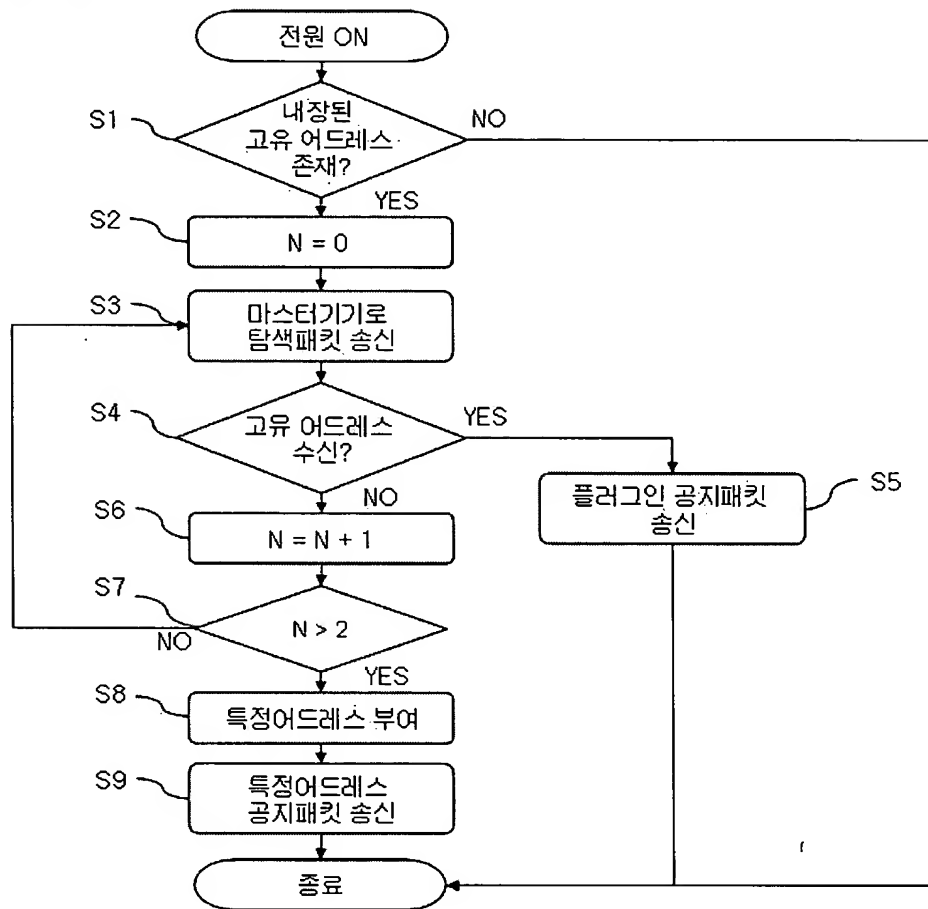 전원 ON
S1
내장된
고유 어드레스
존재?
NO
YES
S2
N = 0
S3
마스터기기로
탐색패킷 송신
S4
고유 어드레스
수신?
YES
NO
S5
플러그인 공지패킷
송신
S6
N = N + 1
S7
N > 2
NO
YES
S8
특정어드레스 부여
S9
특정어드레스
공지패킷 송신
종료